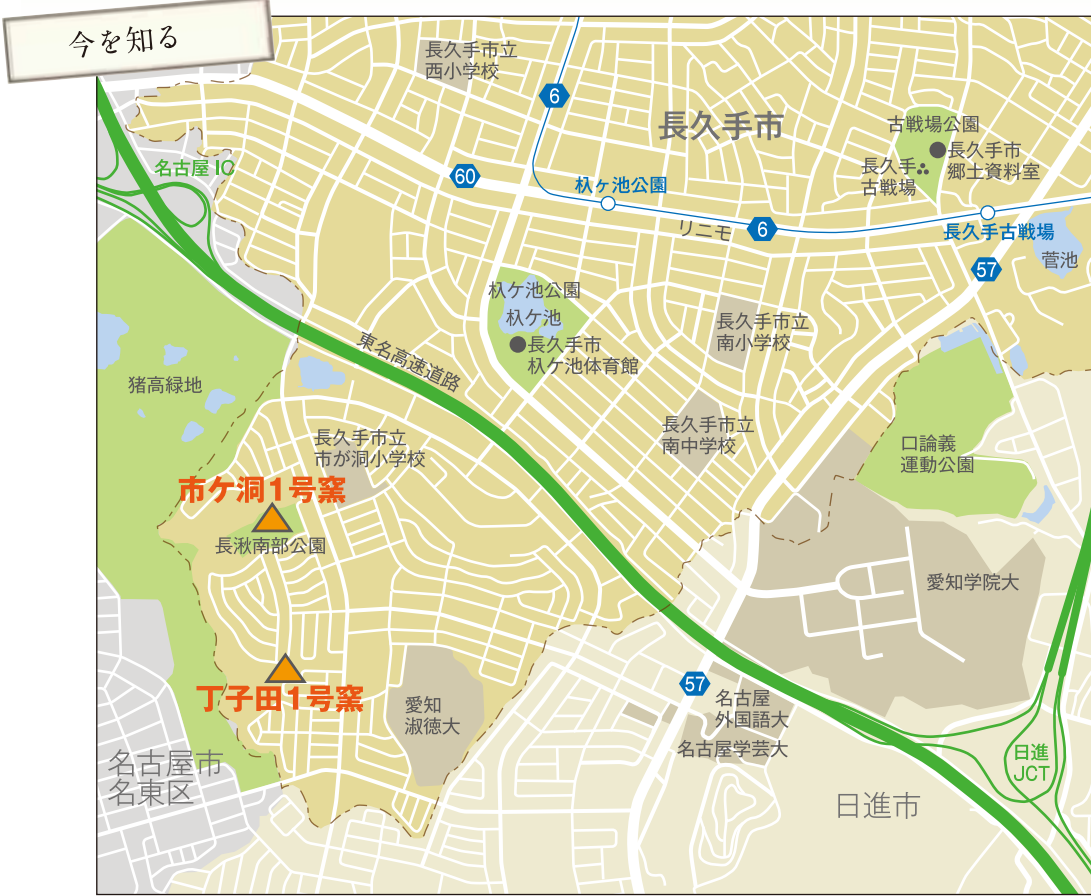 今を知る
長久手市立
西小学校
6
長久手市
古戦場公園
長久手市
郷土資料室
長久手
古戦場
名古屋IC
60
杁ヶ池公園
リニモ
6
長久手古戦場
57
菅池
杁ケ池公園
杁ケ池
長久手市
杁ケ池体育館
長久手市立
南小学校
東名高速道路
猪高緑地
長久手市立
市が洞小学校
長久手市立
南中学校
口論義
運動公園
市ケ洞1号窯
長湫南部公園
愛知学院大
丁子田1号窯
愛知
淑徳大
57
名古屋
外国語大
名古屋学芸大
名古屋市
名東区
日進市
日進
JCT